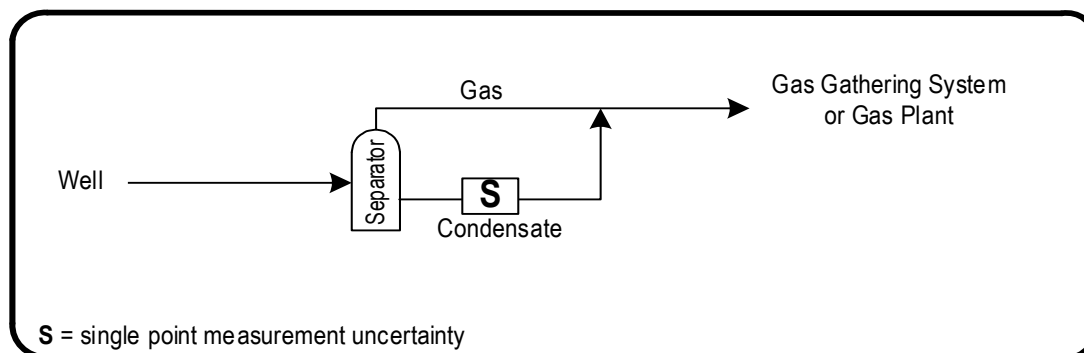 Gas
Gas Gathering System
or Gas Plant
Well
Separator
S
Condensate
S = single point measurement uncertainty